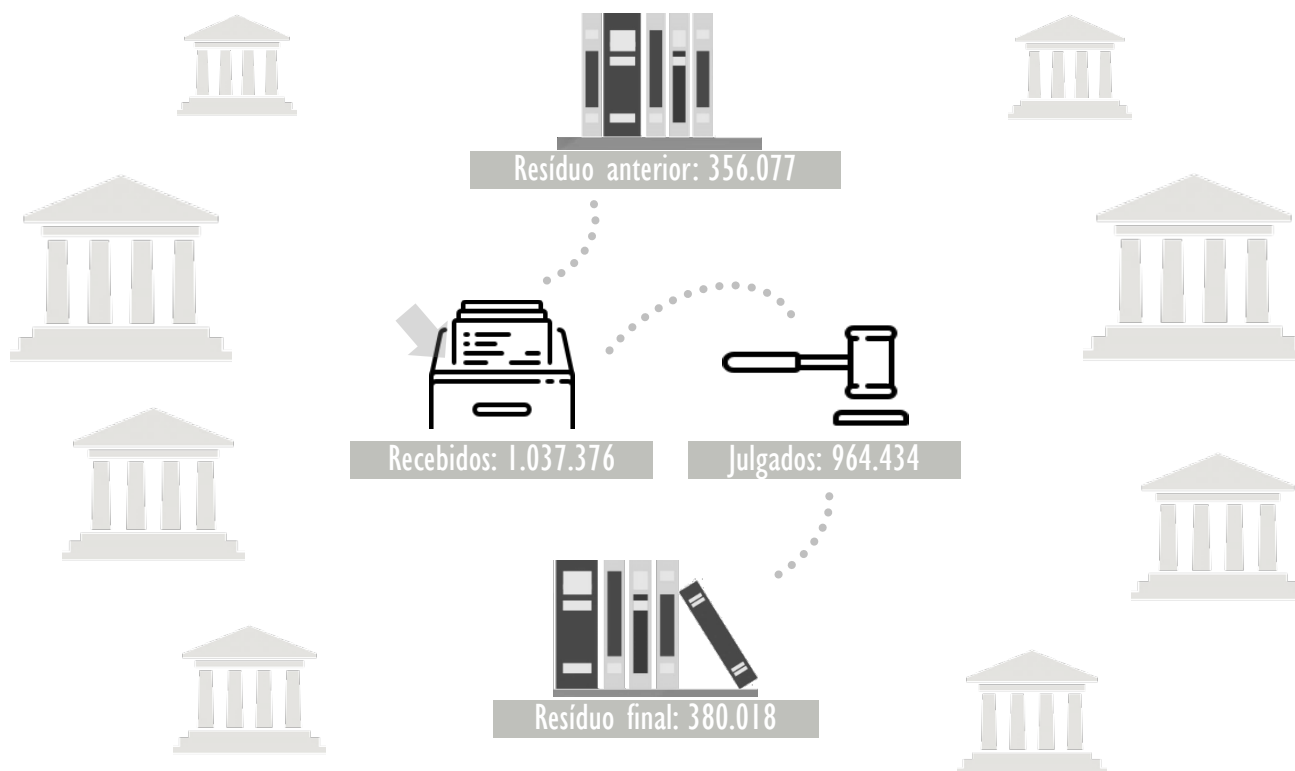 Resíduo anterior: 356.077
Recebidos: 1.037.376
Julgados: 964.434
Resíduo final: 380.018